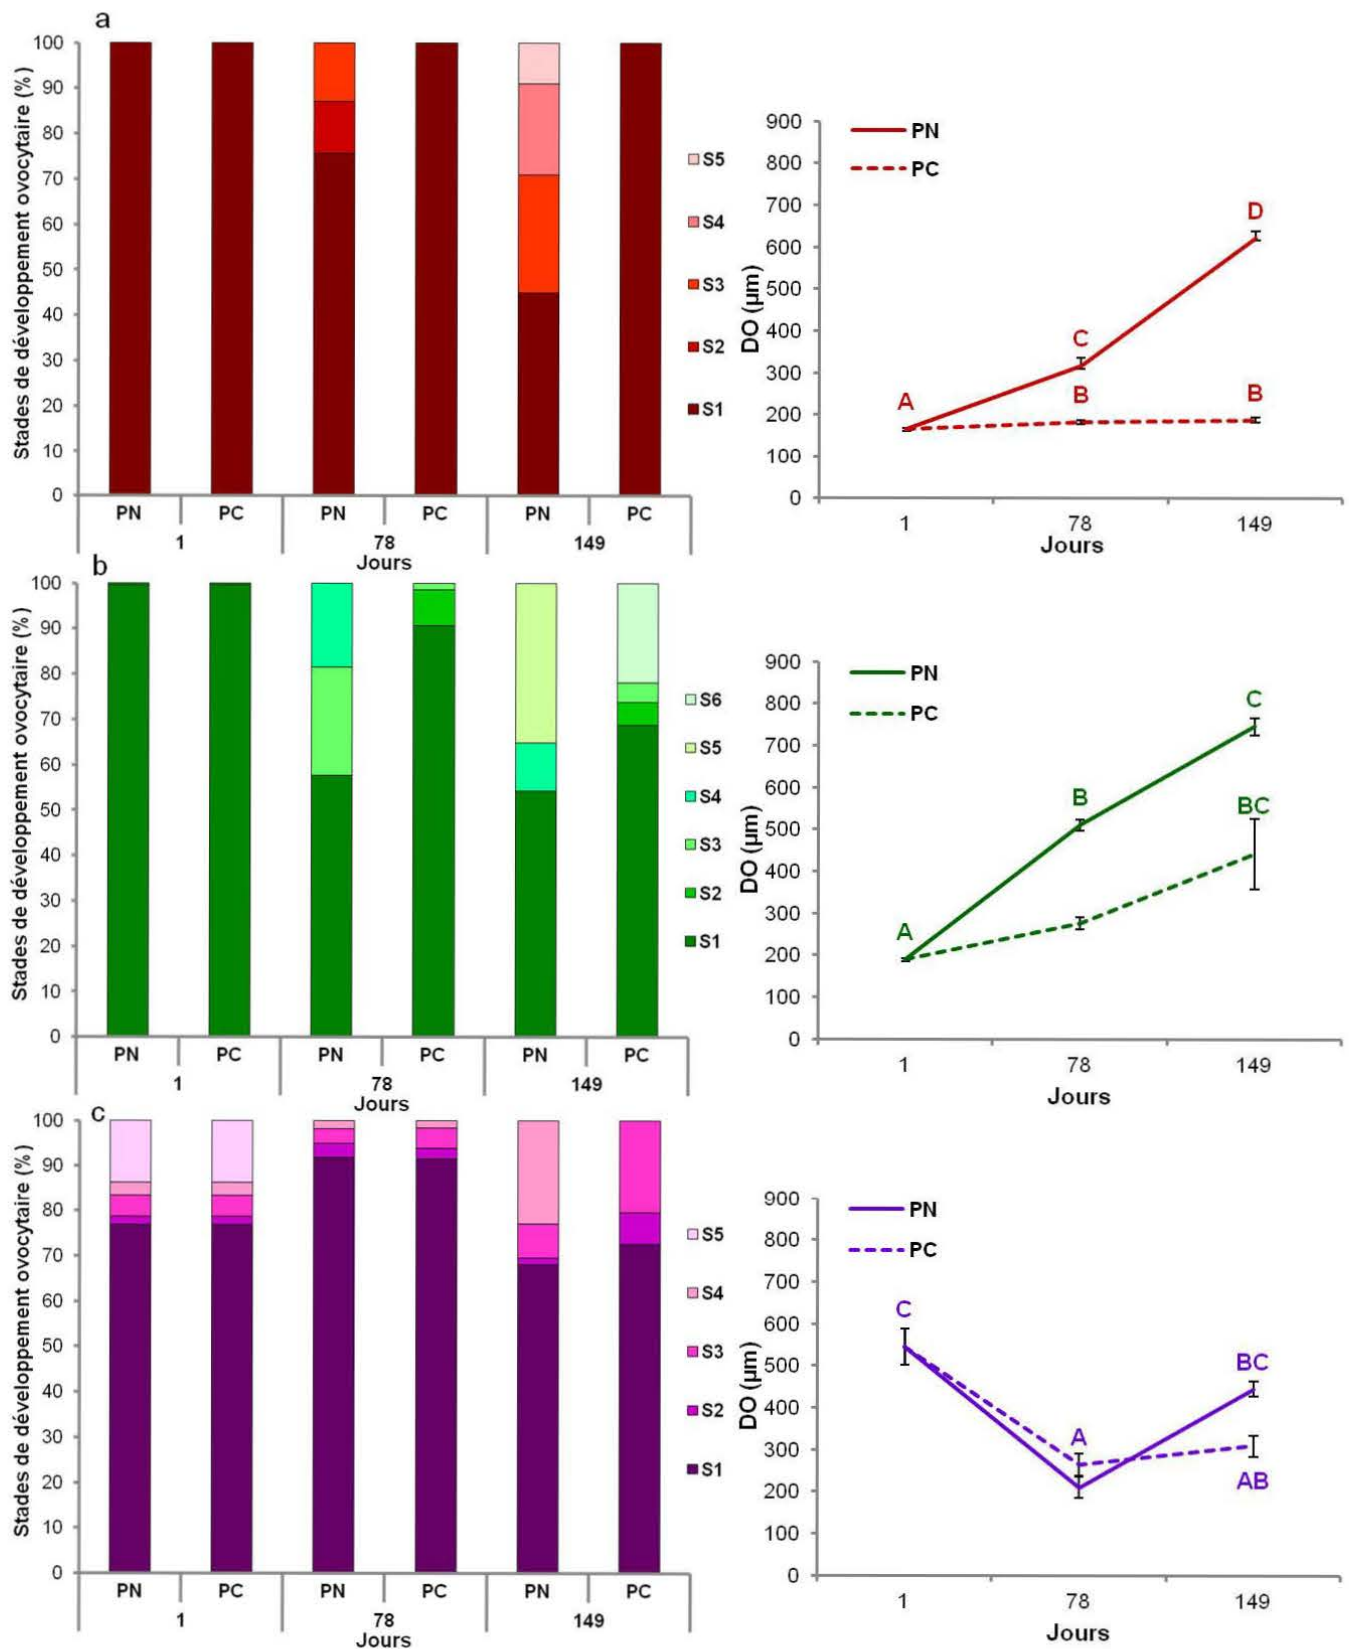 a
Stades de développement ovocytaire (%)
100
90
80
70
60
50
40
30
20
10
0
PN PC PN PC PN PC
1 78 149
Jours
S5
S4
S3
S2
S1
DO (µm)
900
800
700
600
500
400
300
200
100
0
PN
PC
A
C
B
D
B
1 78 149
Jours
b
Stades de développement ovocytaire (%)
100
90
80
70
60
50
40
30
20
10
0
PN PC PN PC PN PC
1 78 149
Jours
S6
S5
S4
S3
S2
S1
DO (µm)
900
800
700
600
500
400
300
200
100
0
PN
PC
A
B
C
BC
1 78 149
Jours
c
Stades de développement ovocytaire (%)
100
90
80
70
60
50
40
30
20
10
0
PN PC PN PC PN PC
1 78 149
Jours
S5
S4
S3
S2
S1
DO (µm)
900
800
700
600
500
400
300
200
100
0
PN
PC
C
A
BC
AB
1 78 149
Jours